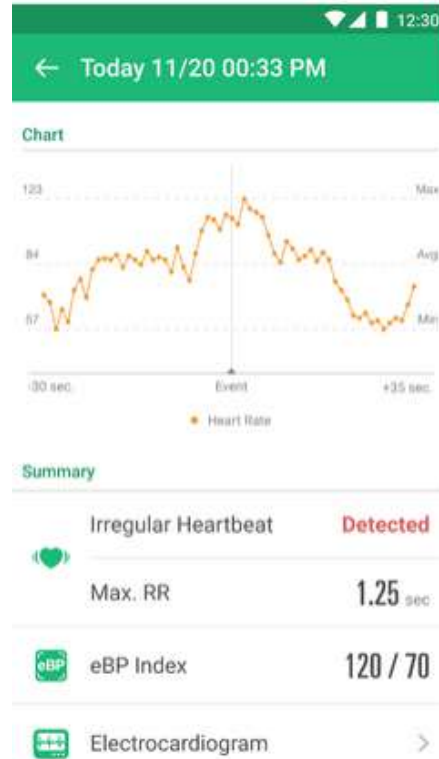 12:30
Today 11/20 00:33 PM
Chart
123
Max
84
Avg
67
Min
-30 sec.
Event
+35 sec.
Heart Rate
Summary
Irregular Heartbeat Detected
Max. RR 1.25 sec
eBP eBP Index 120 / 70
Electrocardiogram